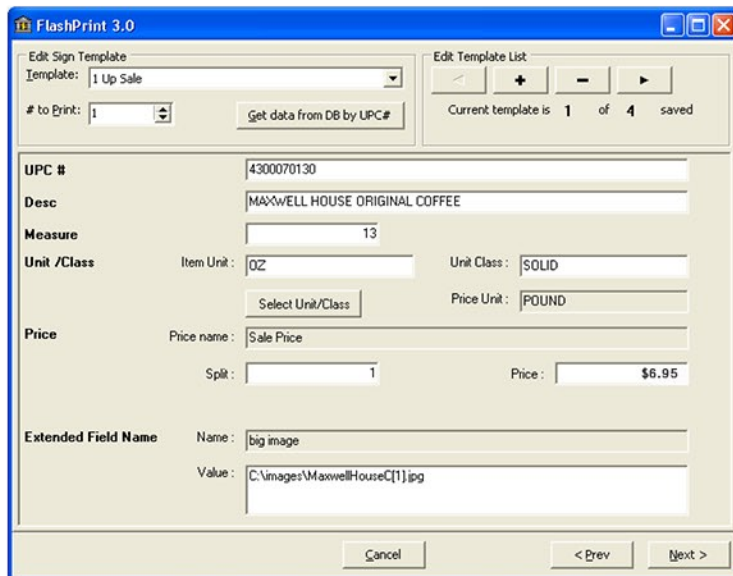 FlashPrint 3.0
Edit Sign Template
Template: 1 Up Sale
# to Print: 1
Get data from DB by UPC#
Edit Template List
< + –
Current template is 1 of 4 saved
UPC # 4300070130
Desc MAXWELL HOUSE ORIGINAL COFFEE
Measure 13
Unit /Class Item Unit : OZ Unit Class : SOLID
Select Unit/Class Price Unit : POUND
Price Price name : Sale Price
Split : 1 Price : $6.95
Extended Field Name Name : big image
Value : C:\images\MaxwellHouseC[1].jpg
Cancel < Prev Next >